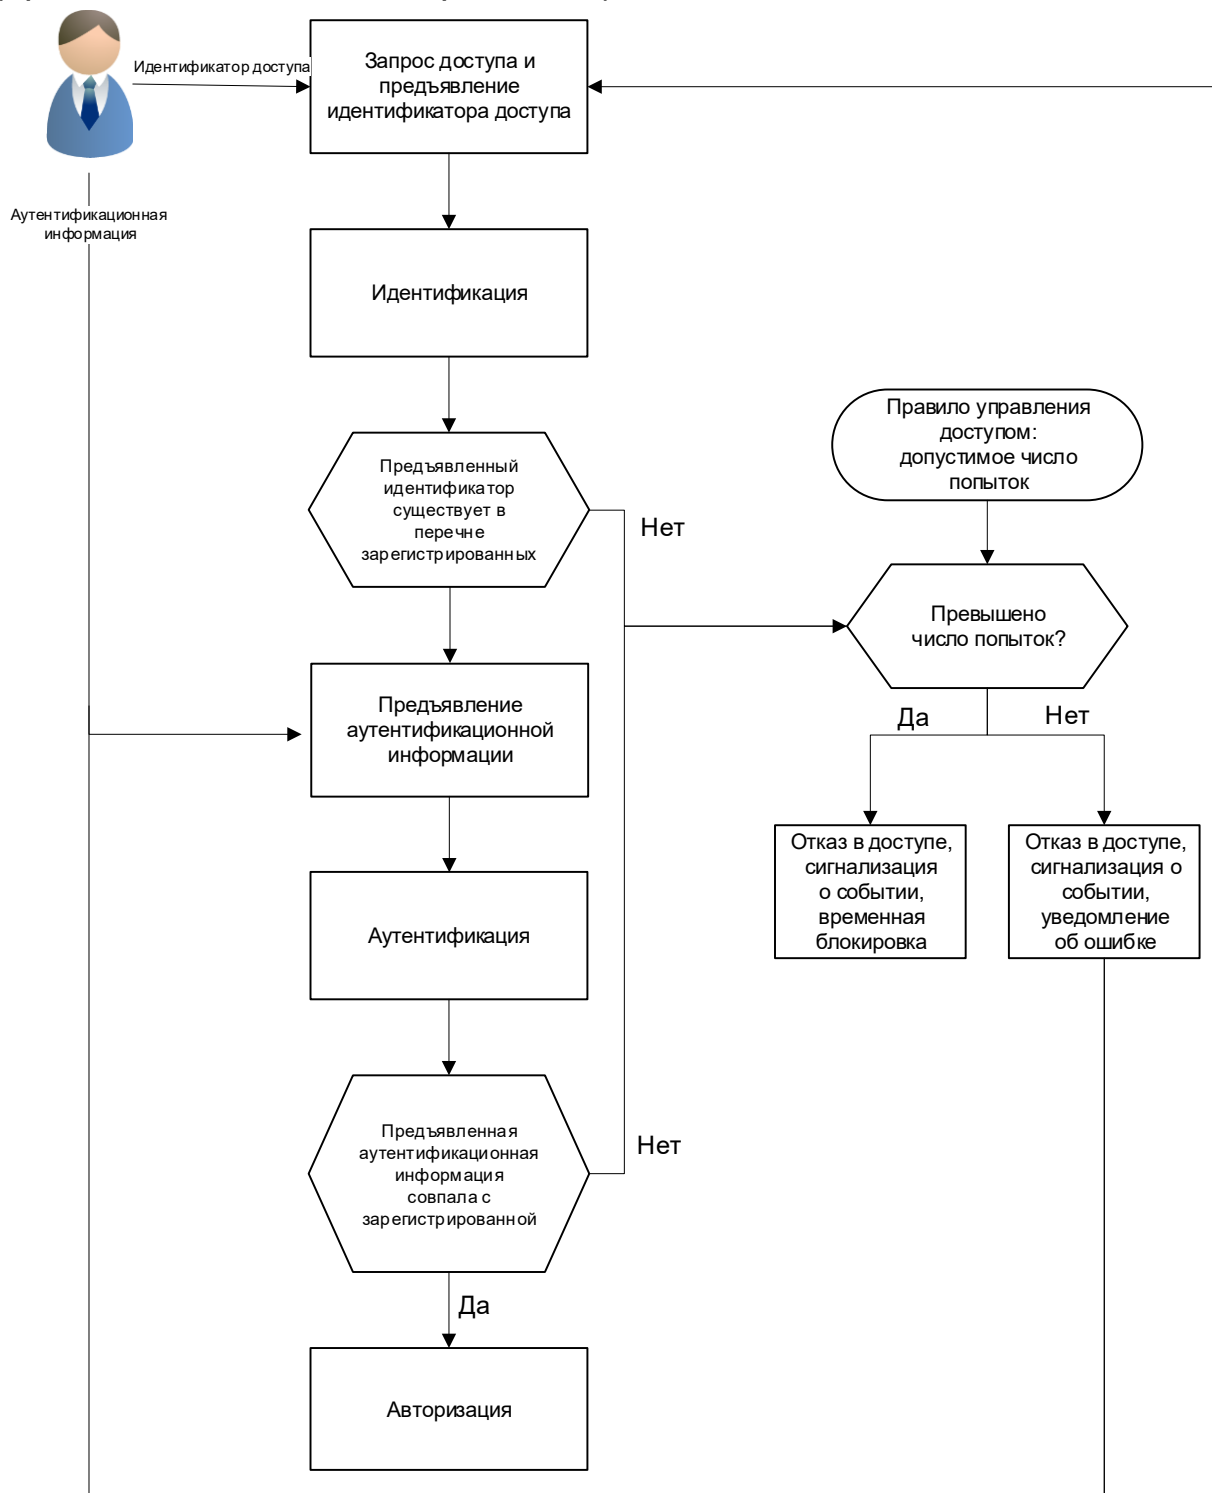 Идентификатор доступа
Запрос доступа и
предъявление
идентификатора доступа
Аутентификационная
информация
Идентификация
Правило управления
доступом:
допустимое число
попыток
Предъявленный
идентификатор
существует в
перечне
зарегистрированных
Нет
Превышено
число попыток?
Предъявление
аутентификационной
информации
Да
Нет
Отказ в доступе,
сигнализация
о событии,
временная
блокировка
Отказ в доступе,
сигнализация о
событии,
уведомление
об ошибке
Аутентификация
Предъявленная
аутентификационная
информация
совпала с
зарегистрированной
Нет
Да
Авторизация